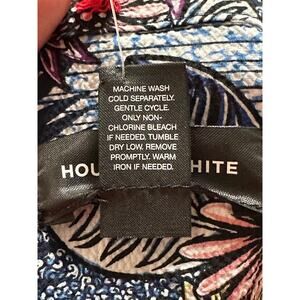 MACHINE WASH
COLD SEPARATELY.
GENTLE CYCLE.
ONLY NON-
CHLORINE BLEACH
IF NEEDED. TUMBLE
DRY LOW. REMOVE
PROMPTLY. WARM
IRON IF NEEDED.
HOU HITE